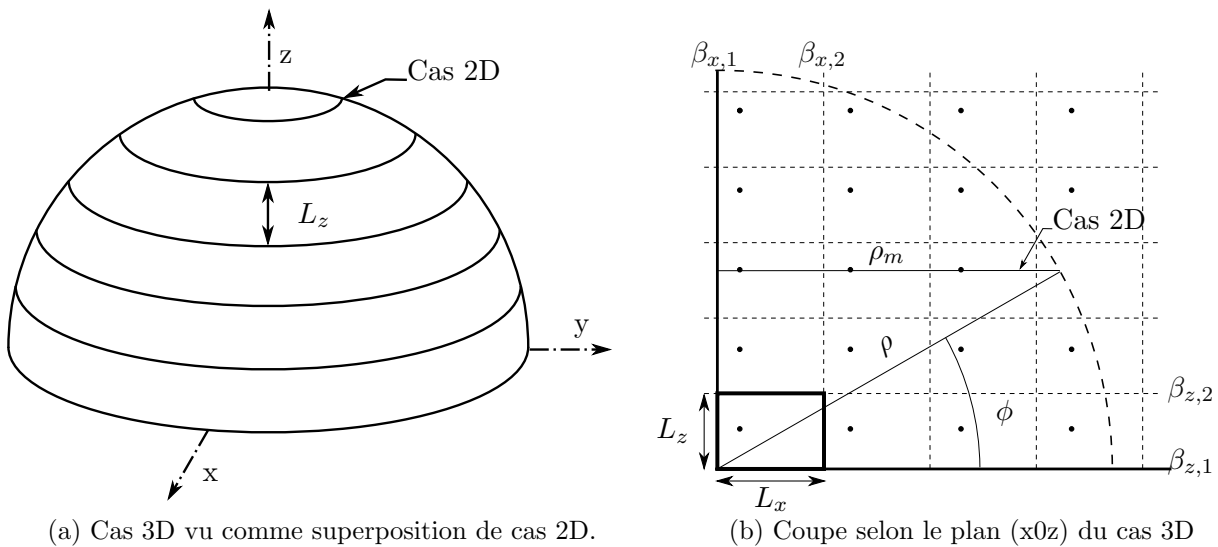 z
Cas 2D
L_z
y
x
(a) Cas 3D vu comme superposition de cas 2D.
β_{x,1}
β_{x,2}
Cas 2D
ρ_m
ρ
β_{z,2}
L_z
ϕ
β_{z,1}
L_x
(b) Coupe selon le plan (x0z) du cas 3D